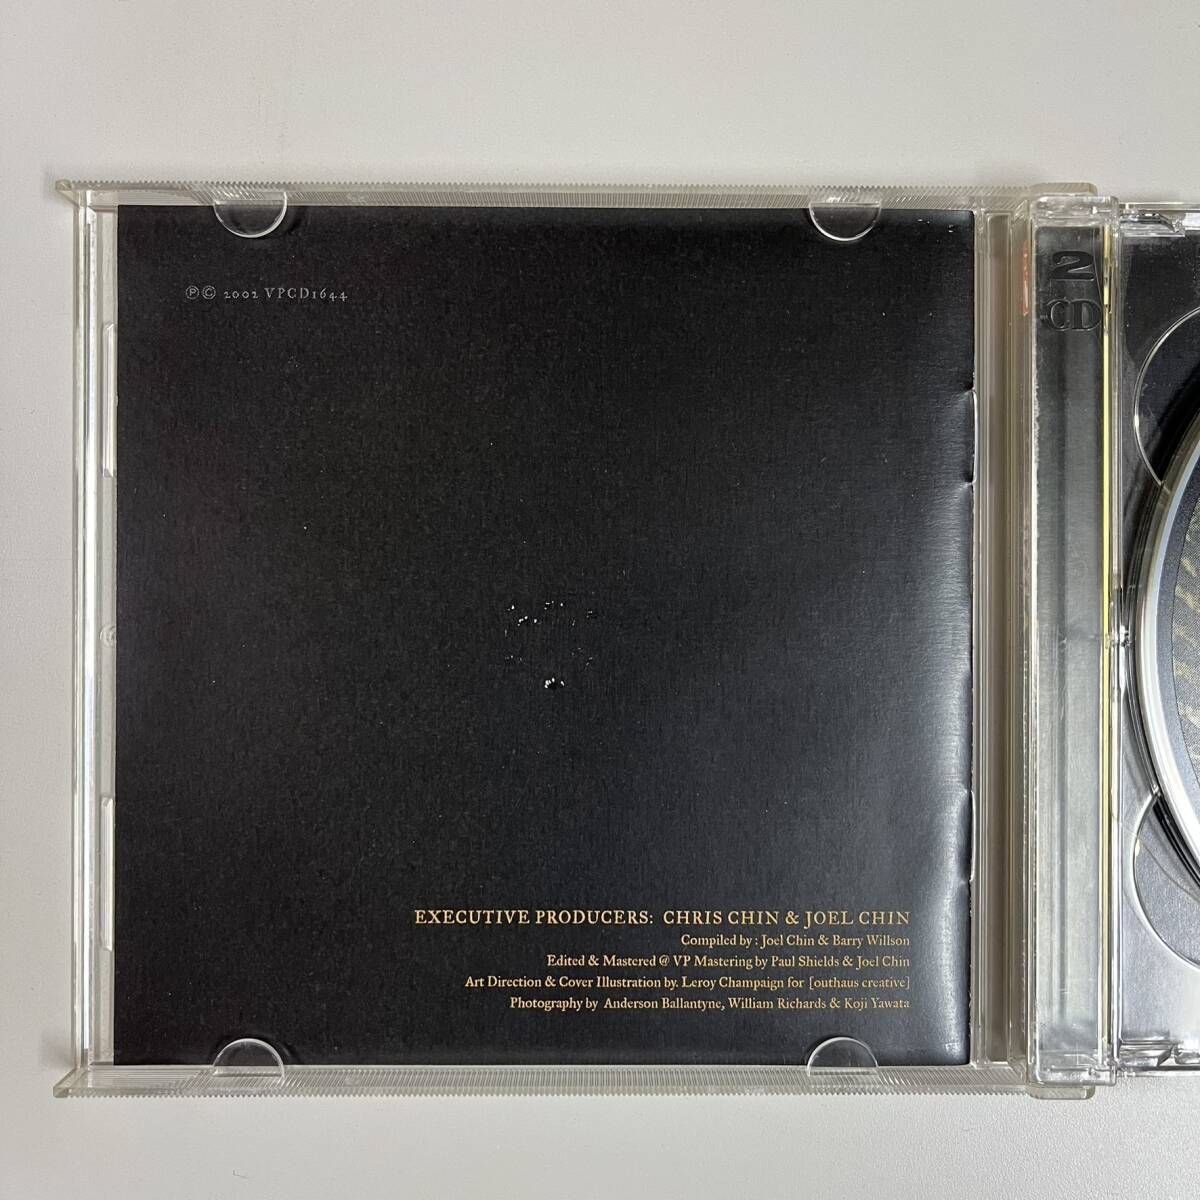 ℗© 2002 VPCD1644
2
CD
EXECUTIVE PRODUCERS: CHRIS CHIN & JOEL CHIN
Compiled by : Joel Chin & Barry Willson
Edited & Mastered @ VP Mastering by Paul Shields & Joel Chin
Art Direction & Cover Illustration by. Leroy Champaign for [outhaus creative]
Photography by Anderson Ballantyne, William Richards & Koji Yawata